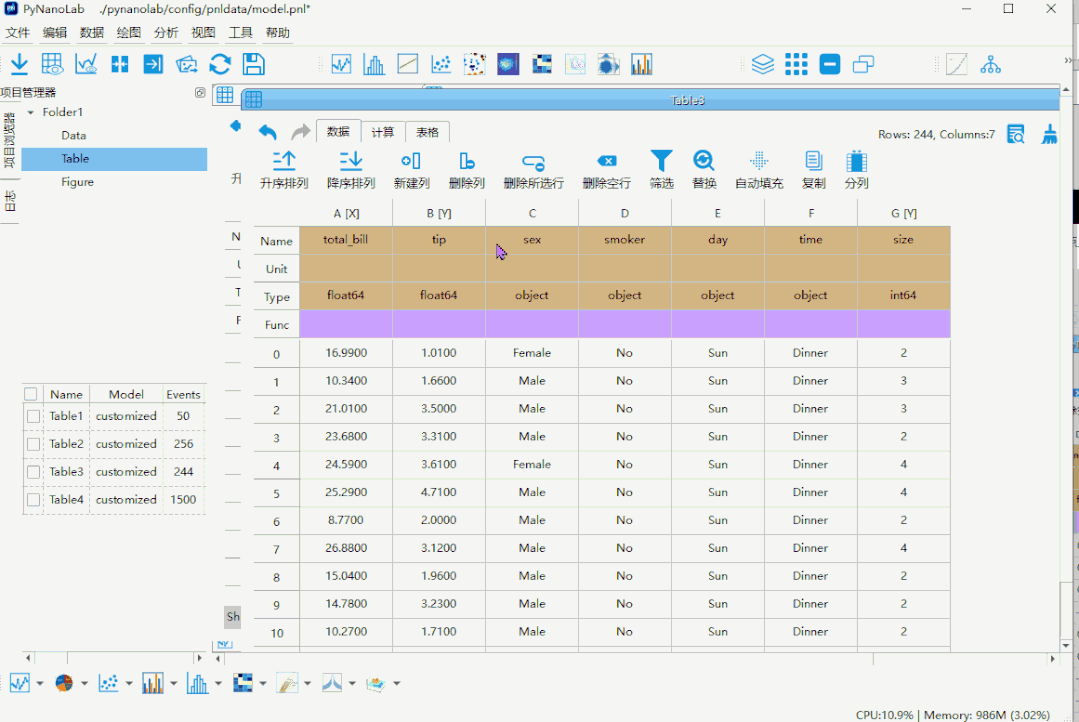 PyNanoLab ./pynanolab/config/pnldata/model.pnl*
文件 编辑 数据 绘图 分析 视图 工具 帮助
项目管理器
项目浏览器
日志
Folder1
Data
Table
Figure
Name Model Events
Table1 customized 50
Table2 customized 256
Table3 customized 244
Table4 customized 1500
Table3
数据 计算 表格
Rows: 244, Columns:7
升序排列 降序排列 新建列 删除列 删除所选行 删除空行 筛选 替换 自动填充 复制 分列
A [X] B [Y] C D E F G [Y]
Name total_bill tip sex smoker day time size
Unit
Type float64 float64 object object object object int64
Func
0 16.9900 1.0100 Female No Sun Dinner 2
1 10.3400 1.6600 Male No Sun Dinner 3
2 21.0100 3.5000 Male No Sun Dinner 3
3 23.6800 3.3100 Male No Sun Dinner 2
4 24.5900 3.6100 Female No Sun Dinner 4
5 25.2900 4.7100 Male No Sun Dinner 4
6 8.7700 2.0000 Male No Sun Dinner 2
7 26.8800 3.1200 Male No Sun Dinner 4
8 15.0400 1.9600 Male No Sun Dinner 2
9 14.7800 3.2300 Male No Sun Dinner 2
10 10.2700 1.7100 Male No Sun Dinner 2
升
N
T
F
Sh
CPU:10.9% | Memory: 986M (3.02%)